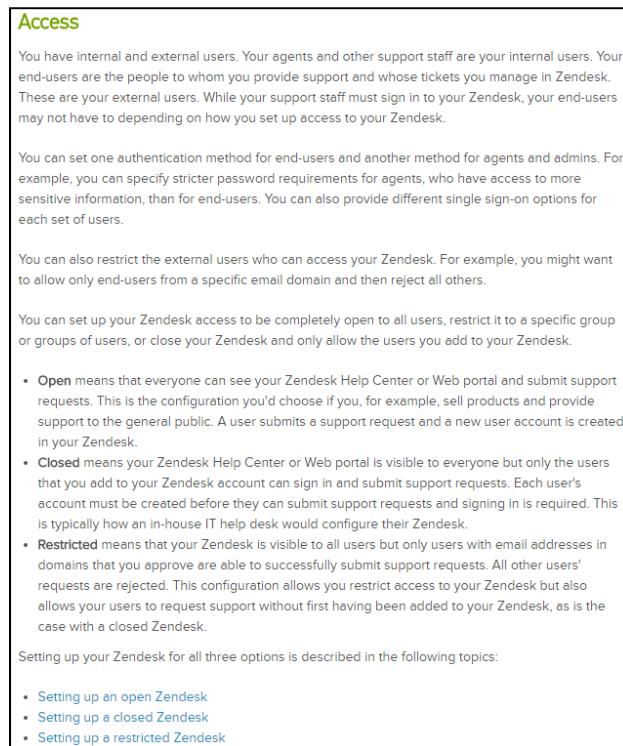 Access
You have internal and external users. Your agents and other support staff are your internal users. Your
end-users are the people to whom you provide support and whose tickets you manage in Zendesk.
These are your external users. While your support staff must sign in to your Zendesk, your end-users
may not have to depending on how you set up access to your Zendesk.
You can set one authentication method for end-users and another method for agents and admins. For
example, you can specify stricter password requirements for agents, who have access to more
sensitive information, than for end-users. You can also provide different single sign-on options for
each set of users.
You can also restrict the external users who can access your Zendesk. For example, you might want
to allow only end-users from a specific email domain and then reject all others.
You can set up your Zendesk access to be completely open to all users, restrict it to a specific group
or groups of users, or close your Zendesk and only allow the users you add to your Zendesk.
• Open means that everyone can see your Zendesk Help Center or Web portal and submit support
requests. This is the configuration you'd choose if you, for example, sell products and provide
support to the general public. A user submits a support request and a new user account is created
in your Zendesk.
• Closed means your Zendesk Help Center or Web portal is visible to everyone but only the users
that you add to your Zendesk account can sign in and submit support requests. Each user's
account must be created before they can submit support requests and signing in is required. This
is typically how an in-house IT help desk would configure their Zendesk.
• Restricted means that your Zendesk is visible to all users but only users with email addresses in
domains that you approve are able to successfully submit support requests. All other users'
requests are rejected. This configuration allows you restrict access to your Zendesk but also
allows your users to request support without first having been added to your Zendesk, as is the
case with a closed Zendesk.
Setting up your Zendesk for all three options is described in the following topics:
• Setting up an open Zendesk
• Setting up a closed Zendesk
• Setting up a restricted Zendesk